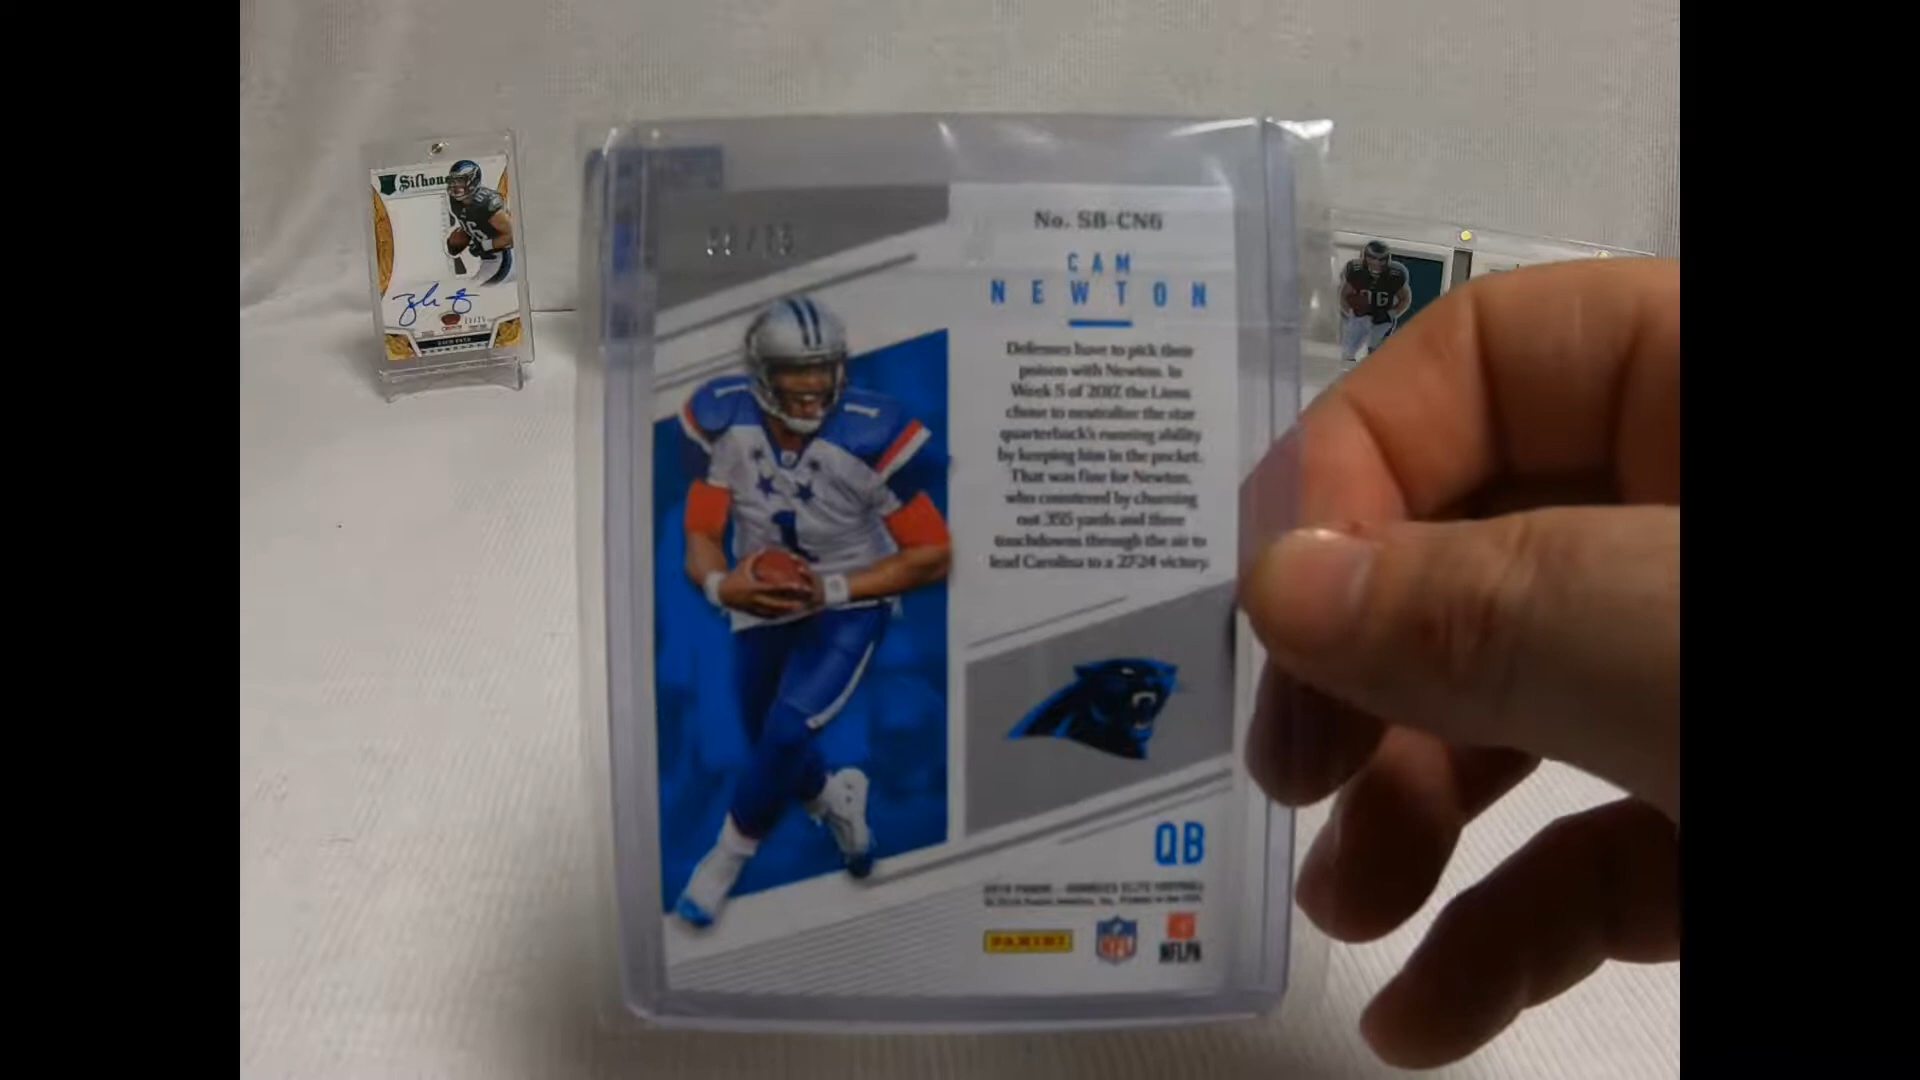 No. SB-CN6
CAM
NEWTON
Defenses have to pick their
poison with Newton. In
Week 5 of 2017, the Lions
chose to neutralize the star
quarterback's running ability
by keeping him in the pocket.
That was fine for Newton,
who countered by churning
out 355 yards and three
touchdowns through the air to
lead Carolina to a 27-24 victory.
1
1
1
QB
PANINI
NFL
NFLPA